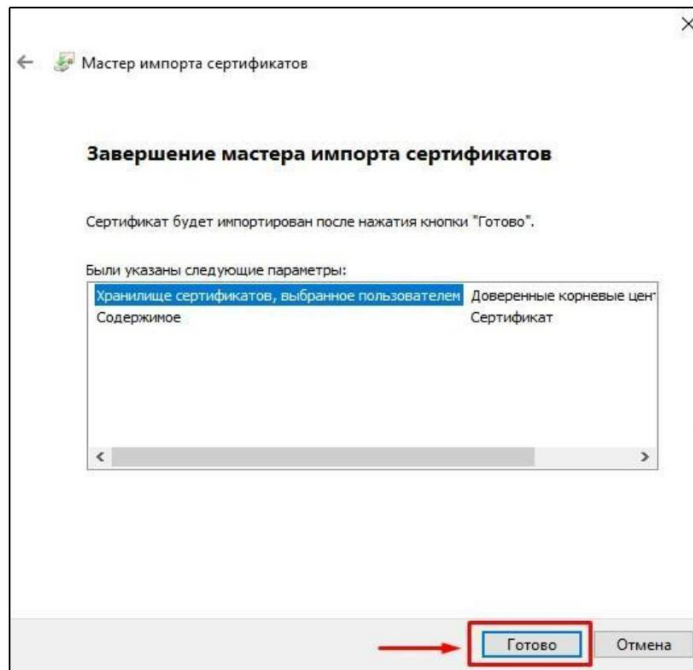 Мастер импорта сертификатов
Завершение мастера импорта сертификатов
Сертификат будет импортирован после нажатия кнопки "Готово".
Были указаны следующие параметры:
Хранилище сертификатов, выбранное пользователем Доверенные корневые цен
Содержимое Сертификат
Готово Отмена